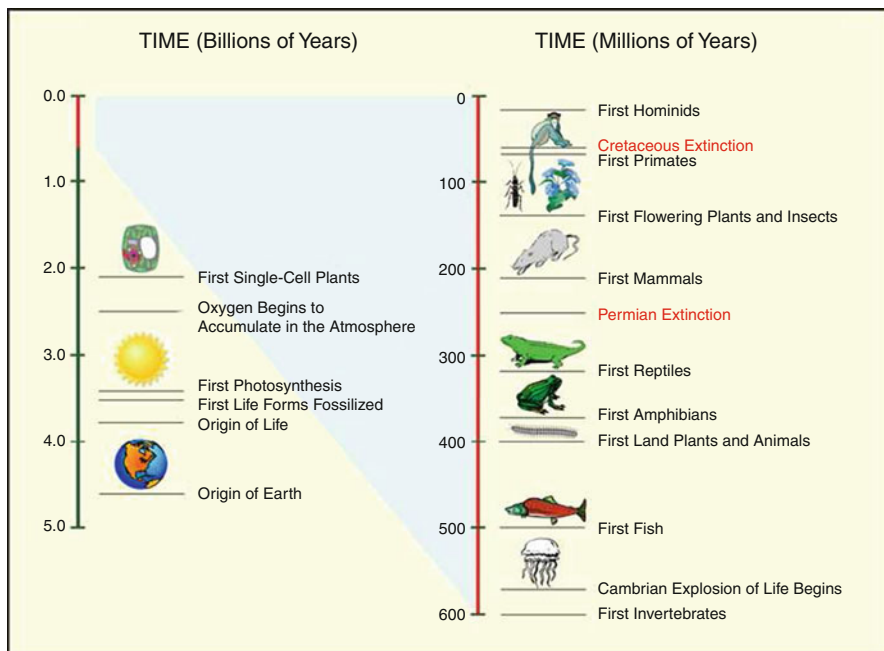 TIME (Billions of Years)
0.0
1.0
2.0
First Single-Cell Plants
Oxygen Begins to
Accumulate in the Atmosphere
3.0
First Photosynthesis
First Life Forms Fossilized
Origin of Life
4.0
Origin of Earth
5.0
TIME (Millions of Years)
0
First Hominids
Cretaceous Extinction
First Primates
100
First Flowering Plants and Insects
200
First Mammals
Permian Extinction
300
First Reptiles
First Amphibians
400
First Land Plants and Animals
500
First Fish
Cambrian Explosion of Life Begins
600
First Invertebrates